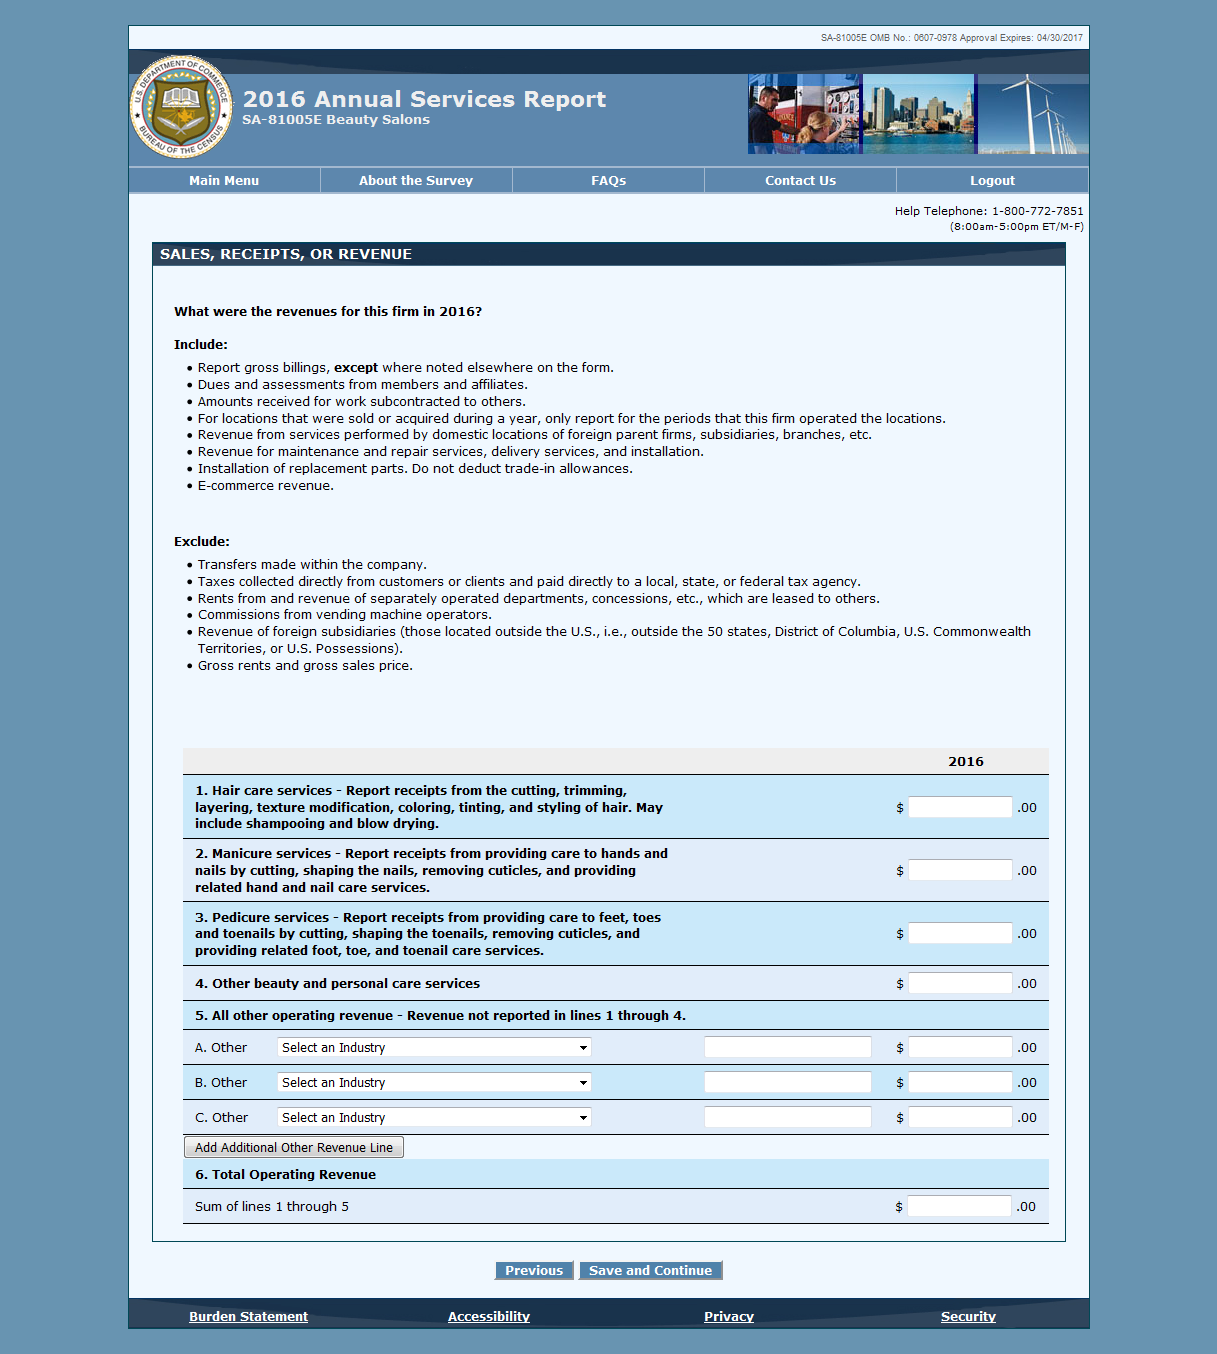 SA-81005E OMB No.: 0607-0978 Approval Expires: 04/30/2017
U.S. DEPARTMENT OF COMMERCE
BUREAU OF THE CENSUS
2016 Annual Services Report
SA-81005E Beauty Salons
Main Menu
About the Survey
FAQs
Contact Us
Logout
Help Telephone: 1-800-772-7851
(8:00am-5:00pm ET/M-F)
SALES, RECEIPTS, OR REVENUE
What were the revenues for this firm in 2016?
Include:
• Report gross billings, except where noted elsewhere on the form.
• Dues and assessments from members and affiliates.
• Amounts received for work subcontracted to others.
• For locations that were sold or acquired during a year, only report for the periods that this firm operated the locations.
• Revenue from services performed by domestic locations of foreign parent firms, subsidiaries, branches, etc.
• Revenue for maintenance and repair services, delivery services, and installation.
• Installation of replacement parts. Do not deduct trade-in allowances.
• E-commerce revenue.
Exclude:
• Transfers made within the company.
• Taxes collected directly from customers or clients and paid directly to a local, state, or federal tax agency.
• Rents from and revenue of separately operated departments, concessions, etc., which are leased to others.
• Commissions from vending machine operators.
• Revenue of foreign subsidiaries (those located outside the U.S., i.e., outside the 50 states, District of Columbia, U.S. Commonwealth
Territories, or U.S. Possessions).
• Gross rents and gross sales price.
2016
1. Hair care services - Report receipts from the cutting, trimming,
layering, texture modification, coloring, tinting, and styling of hair. May
include shampooing and blow drying.
$ .00
2. Manicure services - Report receipts from providing care to hands and
nails by cutting, shaping the nails, removing cuticles, and providing
related hand and nail care services.
$ .00
3. Pedicure services - Report receipts from providing care to feet, toes
and toenails by cutting, shaping the toenails, removing cuticles, and
providing related foot, toe, and toenail care services.
$ .00
4. Other beauty and personal care services $ .00
5. All other operating revenue - Revenue not reported in lines 1 through 4.
A. Other Select an Industry $ .00
B. Other Select an Industry $ .00
C. Other Select an Industry $ .00
Add Additional Other Revenue Line
6. Total Operating Revenue
Sum of lines 1 through 5 $ .00
Previous
Save and Continue
Burden Statement
Accessibility
Privacy
Security